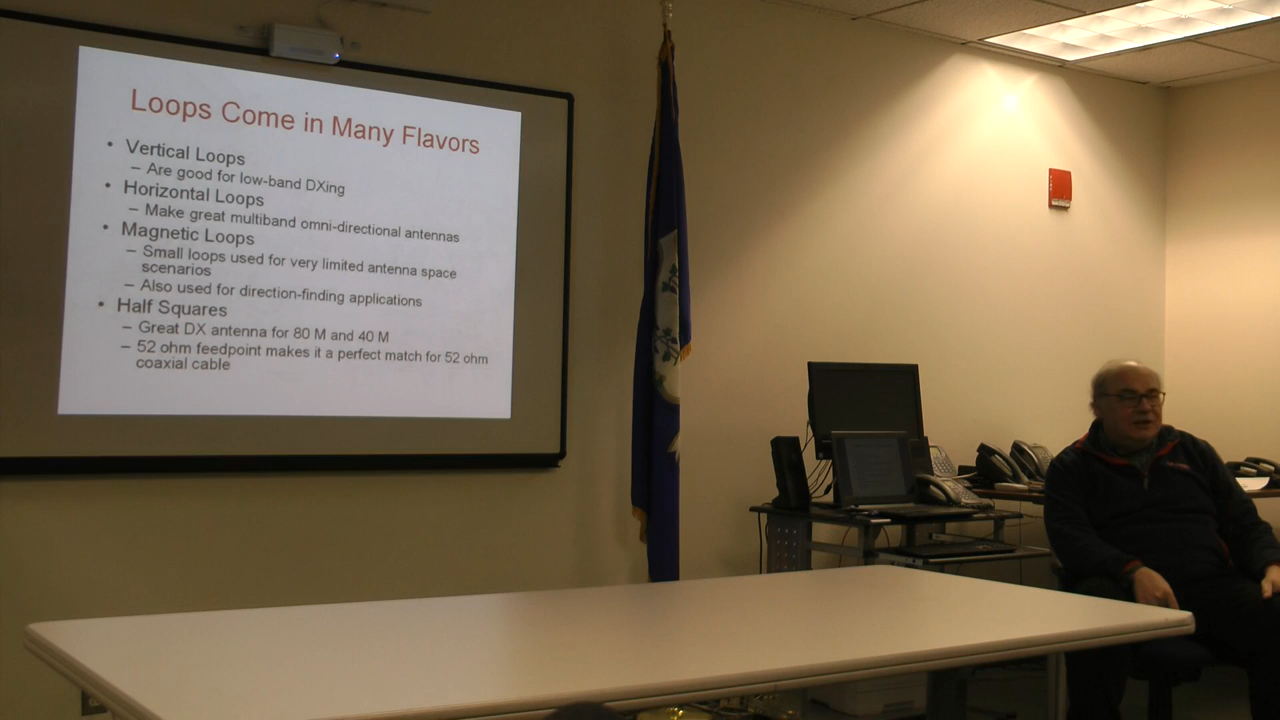 Loops Come in Many Flavors
• Vertical Loops
– Are good for low-band DXing
• Horizontal Loops
– Make great multiband omni-directional antennas
• Magnetic Loops
– Small loops used for very limited antenna space
scenarios
– Also used for direction-finding applications
• Half Squares
– Great DX antenna for 80 M and 40 M
– 52 ohm feedpoint makes it a perfect match for 52 ohm
coaxial cable